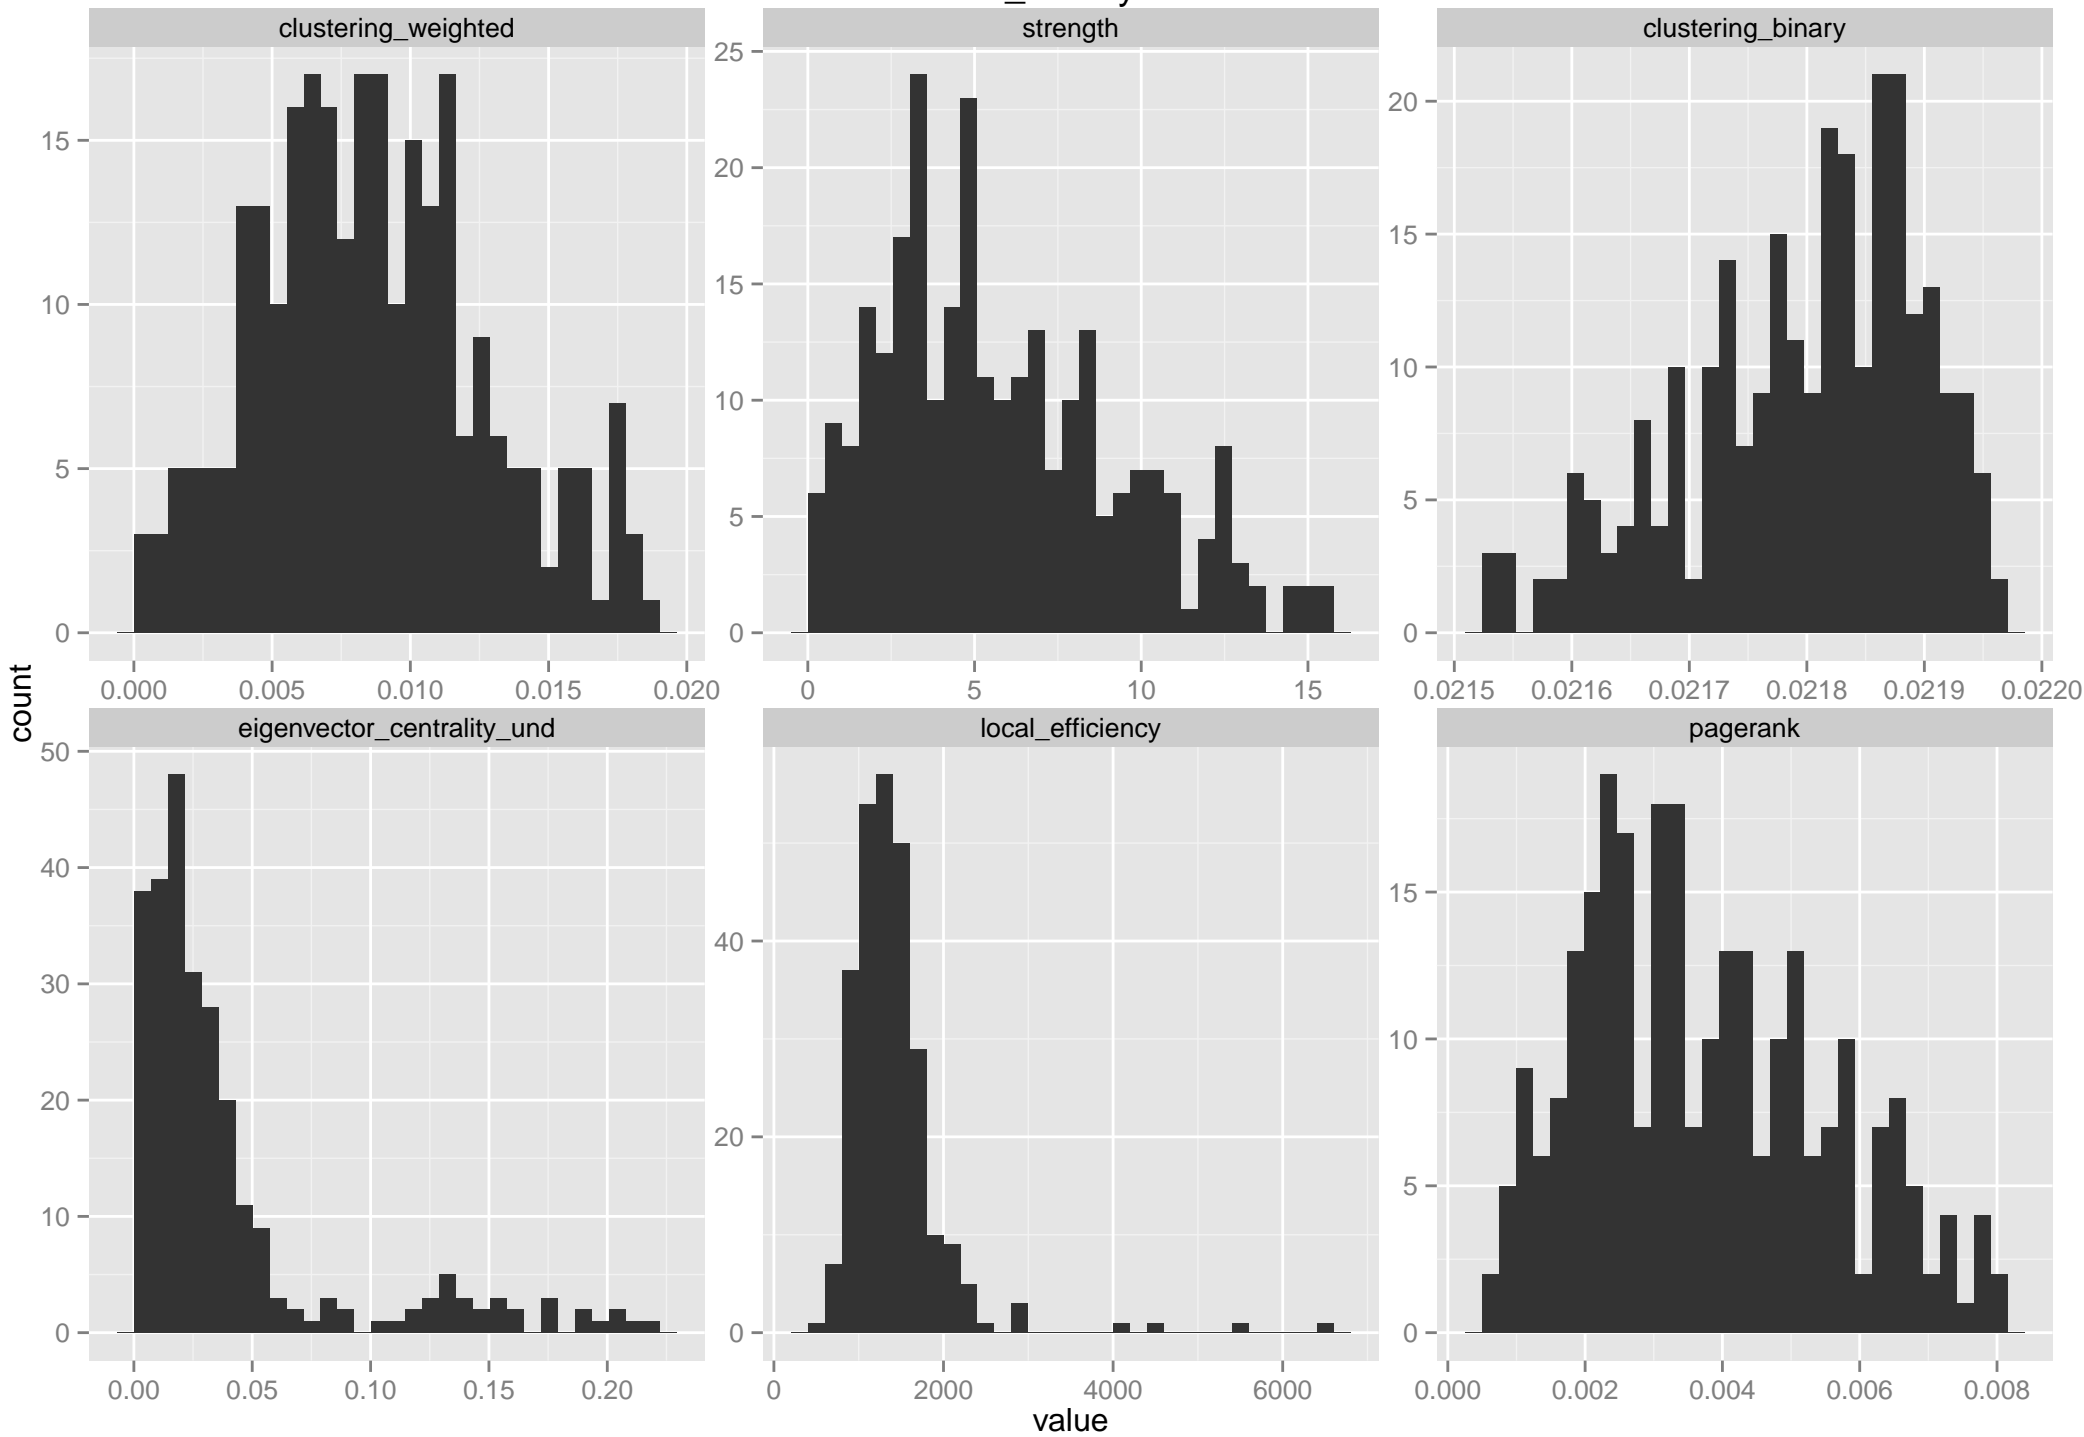 clustering_weighted
strength
clustering_binary
count
15
10
5
0
0.000 0.005 0.010 0.015 0.020
25
20
15
10
5
0
0 5 10 15
20
15
10
5
0
0.0215 0.0216 0.0217 0.0218 0.0219 0.0220
eigenvector_centrality_und
local_efficiency
pagerank
50
40
30
20
10
0
0.00 0.05 0.10 0.15 0.20
40
20
0
0 2000 4000 6000
15
10
5
0
0.000 0.002 0.004 0.006 0.008
value